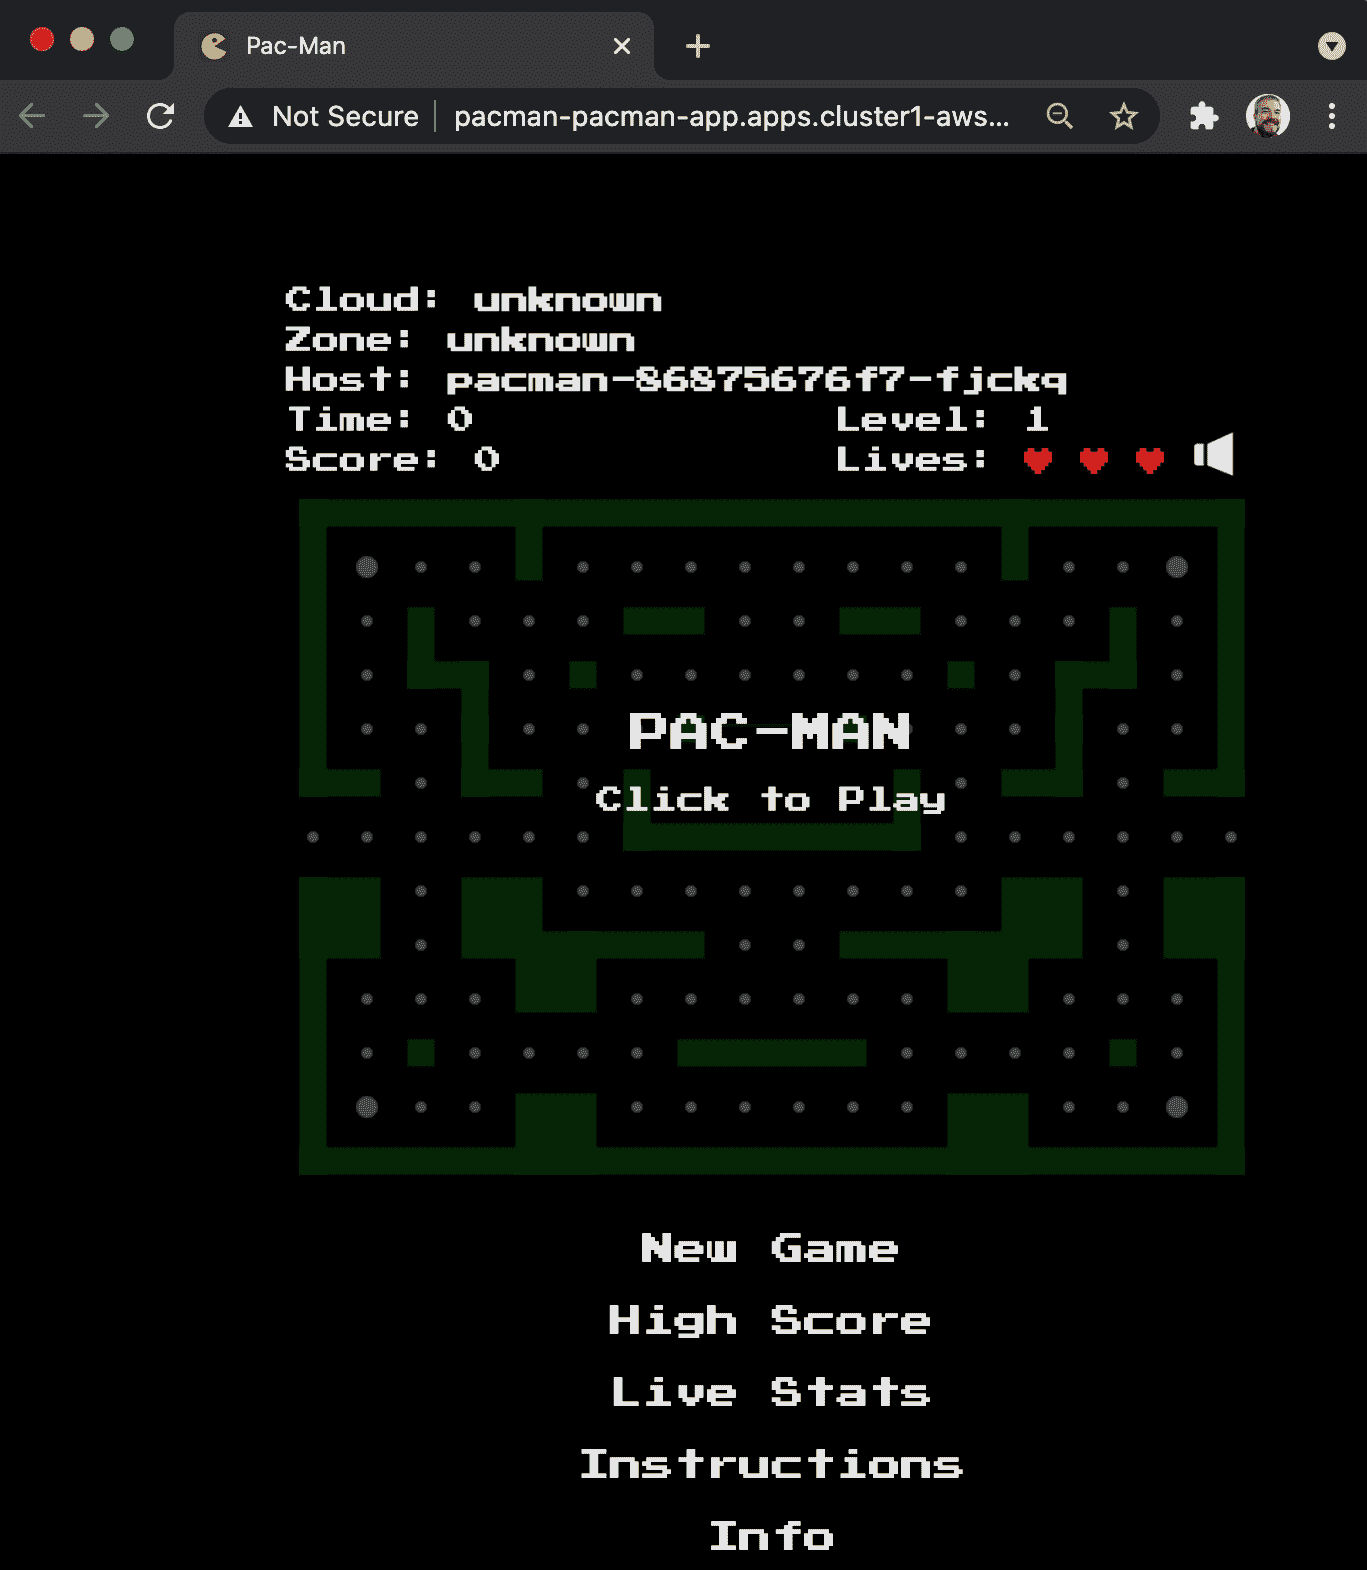 Pac-Man
Not Secure pacman-pacman-app.apps.cluster1-aws...
Cloud: unknown
Zone: unknown
Host: pacman-86875676f7-fjckq
Time: 0 Level: 1
Score: 0 Lives:
PAC-MAN
Click to Play
New Game
High Score
Live Stats
Instructions
Info